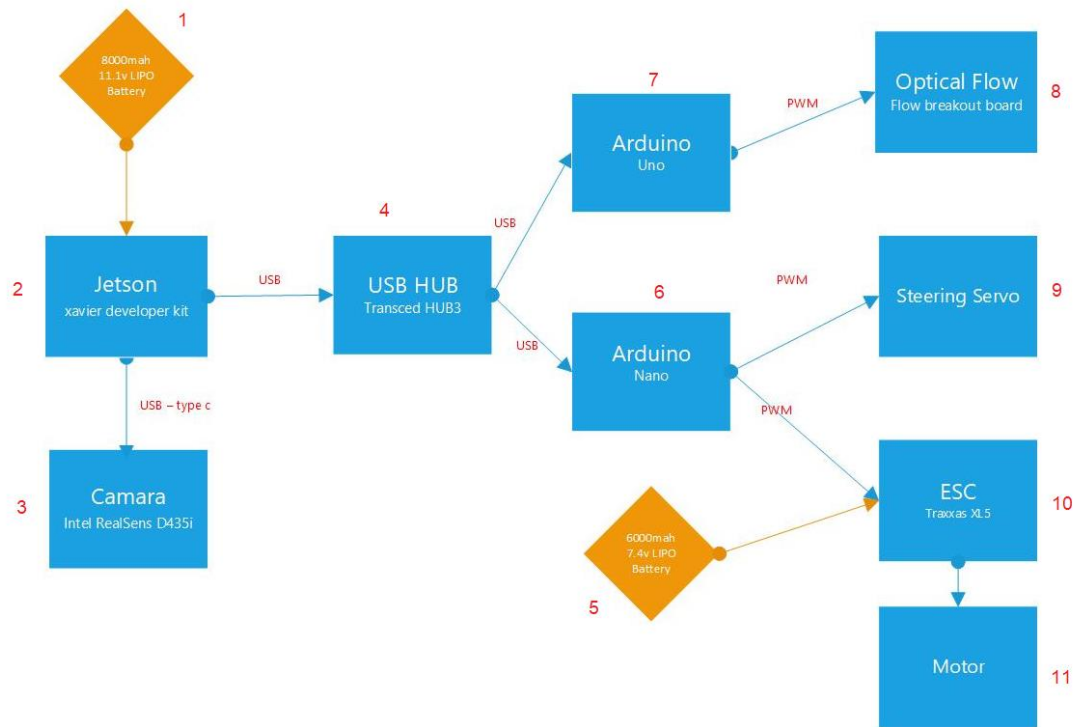 1
8000mah
11.1v LIPO
Battery
2
Jetson
xavier developer kit
USB
USB – type c
3
Camara
Intel RealSens D435i
4
USB HUB
Transced HUB3
USB
USB
7
Arduino
Uno
PWM
Optical Flow
Flow breakout board
8
6
Arduino
Nano
PWM
Steering Servo
9
PWM
5
6000mah
7.4v LIPO
Battery
ESC
Traxxas XL5
10
Motor
11